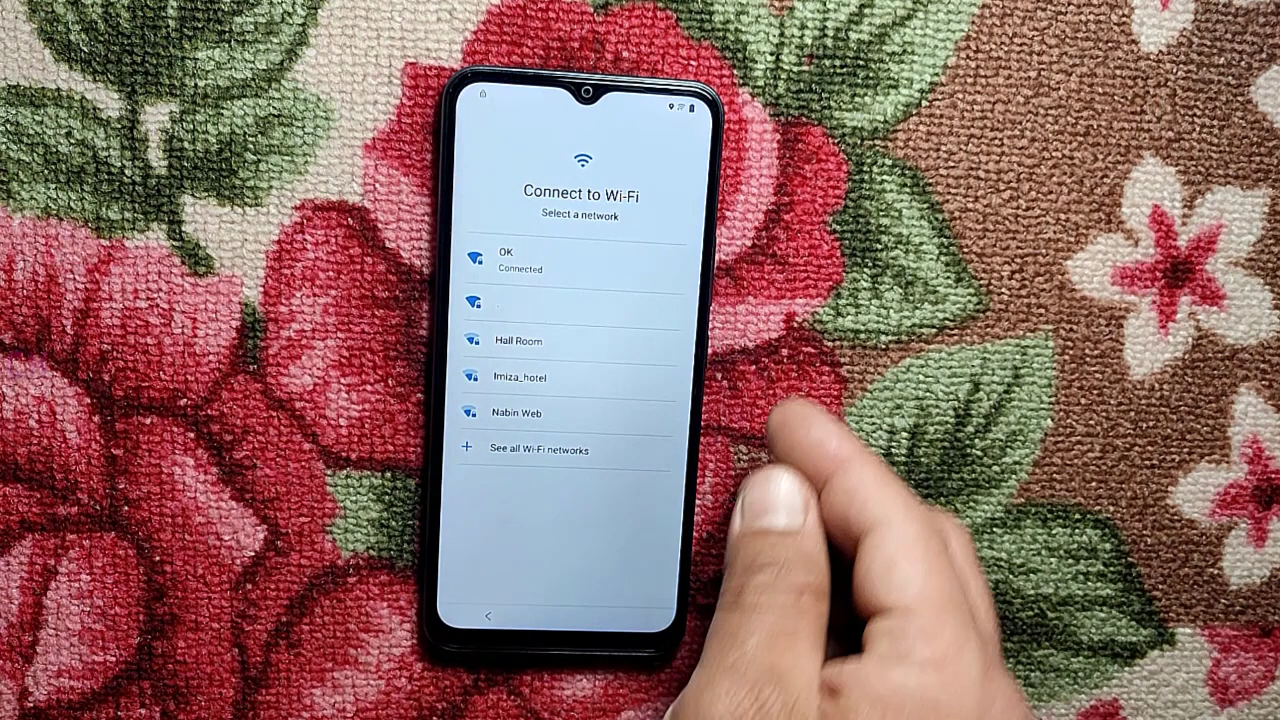 Connect to Wi-Fi
Select a network
OK
Connected
.
Hall Room
Imiza_hotel
Nabin Web
See all Wi-Fi networks